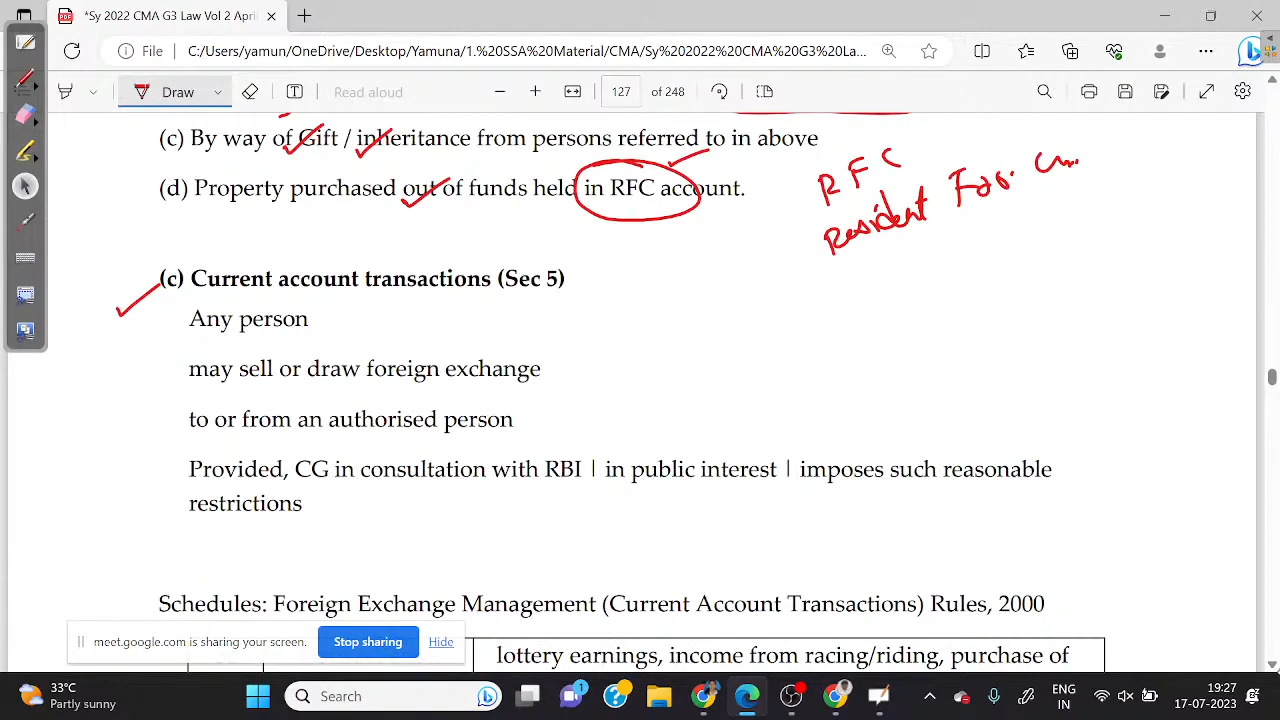 *Sy 2022 CMA G3 Law Vol 2 April
File C:/Users/yamun/OneDrive/Desktop/Yamuna/1.%20SSA%20Material/CMA/Sy%202022%20CMA%20G3%20La...
Draw Read aloud 127 of 248
(c) By way of Gift / inheritance from persons referred to in above
(d) Property purchased out of funds held in RFC account.
R F C
Resident For. Cu..
(c) Current account transactions (Sec 5)
Any person
may sell or draw foreign exchange
to or from an authorised person
Provided, CG in consultation with RBI | in public interest | imposes such reasonable
restrictions
Schedules: Foreign Exchange Management (Current Account Transactions) Rules, 2000
meet.google.com is sharing your screen. Stop sharing Hide
lottery earnings, income from racing/riding, purchase of
33°C
Partly sunny
Search
1
ENG
IN
19:27
17-07-2023